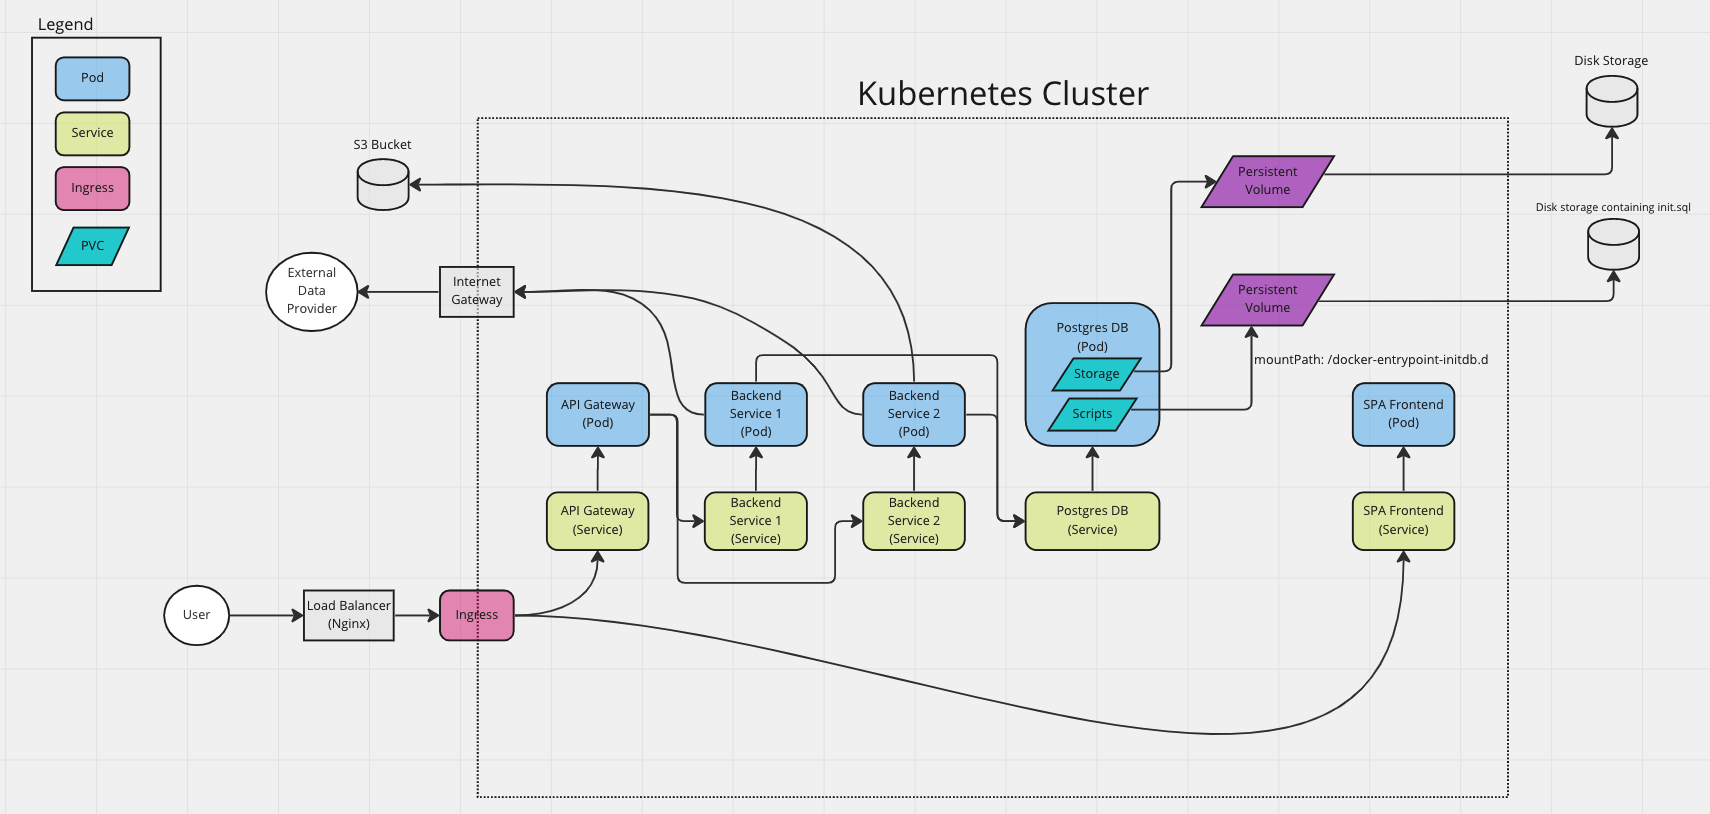 Legend
Pod
Service
Ingress
PVC
Kubernetes Cluster
Disk Storage
S3 Bucket
Persistent
Volume
Disk storage containing init.sql
External
Data
Provider
Internet
Gateway
Persistent
Volume
Postgres DB
(Pod)
Storage
Scripts
mountPath: /docker-entrypoint-initdb.d
API Gateway
(Pod)
Backend
Service 1
(Pod)
Backend
Service 2
(Pod)
SPA Frontend
(Pod)
API Gateway
(Service)
Backend
Service 1
(Service)
Backend
Service 2
(Service)
Postgres DB
(Service)
SPA Frontend
(Service)
User
Load Balancer
(Nginx)
Ingress